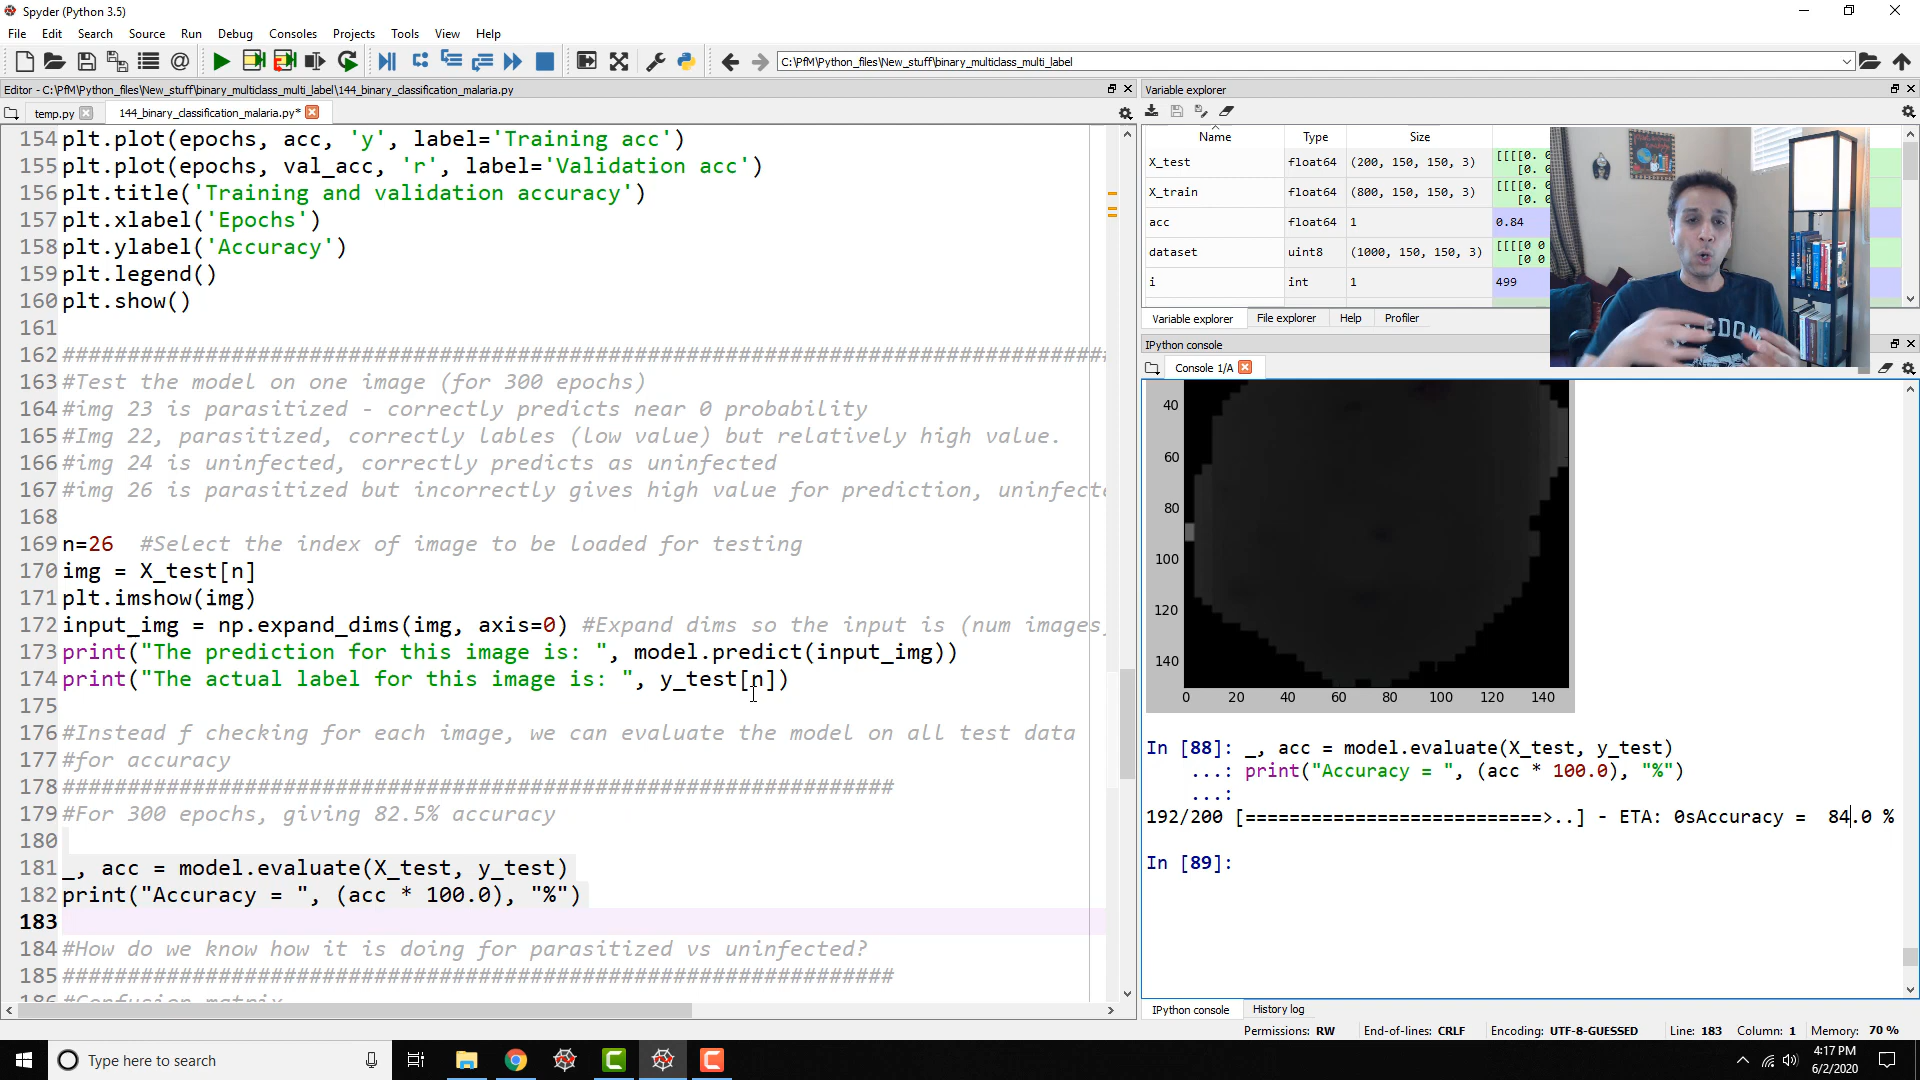 Spyder (Python 3.5)
File Edit Search Source Run Debug Consoles Projects Tools View Help
C:\PfM\Python_files\New_stuff\binary_multiclass_multi_label
Editor - C:\PfM\Python_files\New_stuff\binary_multiclass_multi_label\144_binary_classification_malaria.py
temp.py 144_binary_classification_malaria.py*
154 plt.plot(epochs, acc, 'y', label='Training acc')
155 plt.plot(epochs, val_acc, 'r', label='Validation acc')
156 plt.title('Training and validation accuracy')
157 plt.xlabel('Epochs')
158 plt.ylabel('Accuracy')
159 plt.legend()
160 plt.show()
161
162 ################################################################################
163 #Test the model on one image (for 300 epochs)
164 #img 23 is parasitized - correctly predicts near 0 probability
165 #Img 22, parasitized, correctly lables (low value) but relatively high value.
166 #img 24 is uninfected, correctly predicts as uninfected
167 #img 26 is parasitized but incorrectly gives high value for prediction, uninfecte
168
169 n=26 #Select the index of image to be loaded for testing
170 img = X_test[n]
171 plt.imshow(img)
172 input_img = np.expand_dims(img, axis=0) #Expand dims so the input is (num images,
173 print("The prediction for this image is: ", model.predict(input_img))
174 print("The actual label for this image is: ", y_test[n])
175
176 #Instead f checking for each image, we can evaluate the model on all test data
177 #for accuracy
178 ################################################################
179 #For 300 epochs, giving 82.5% accuracy
180
181 _, acc = model.evaluate(X_test, y_test)
182 print("Accuracy = ", (acc * 100.0), "%")
183
184 #How do we know how it is doing for parasitized vs uninfected?
185 ################################################################
186 #Confusion matrix
Variable explorer
Name Type Size
X_test float64 (200, 150, 150, 3) [[[[0. 0
[0. 0
X_train float64 (800, 150, 150, 3) [[[[0. 0
[0. 0
acc float64 1 0.84
dataset uint8 (1000, 150, 150, 3) [[[[0 0
[0 0
i int 1 499
Variable explorer File explorer Help Profiler
IPython console
Console 1/A
40
60
80
100
120
140
0 20 40 60 80 100 120 140
In [88]: _, acc = model.evaluate(X_test, y_test)
...: print("Accuracy = ", (acc * 100.0), "%")
...:
192/200 [===========================>..] - ETA: 0sAccuracy =  84.0 %
In [89]:
IPython console History log
Permissions: RW End-of-lines: CRLF Encoding: UTF-8-GUESSED Line: 183 Column: 1 Memory: 70 %
Type here to search
4:17 PM
6/2/2020